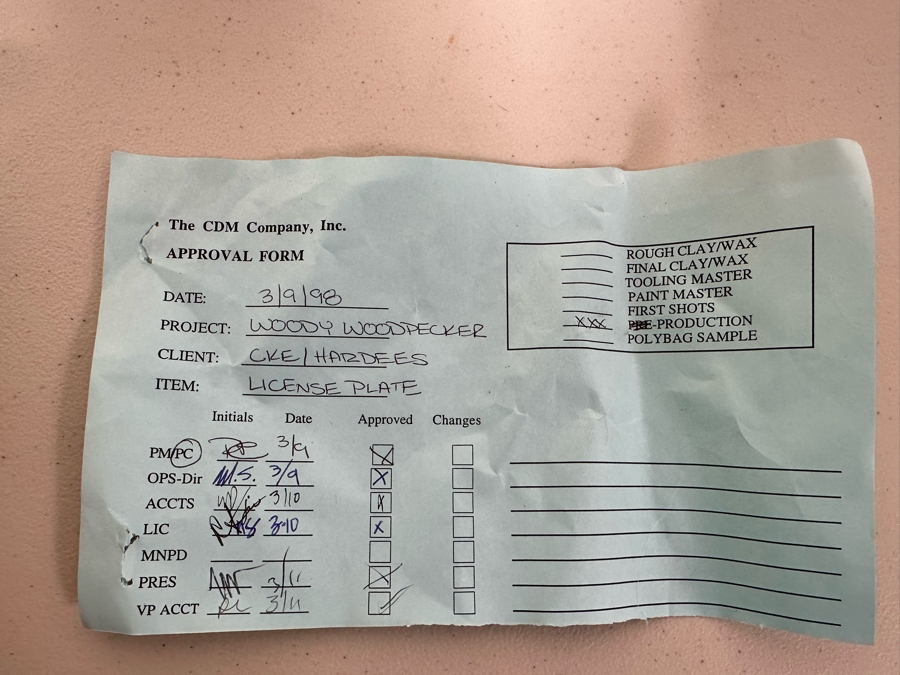 The CDM Company, Inc.
APPROVAL FORM
DATE: 3/9/98
PROJECT: WOODY WOODPECKER
CLIENT: CKE/HARDEES
ITEM: LICENSE PLATE
ROUGH CLAY/WAX
FINAL CLAY/WAX
TOOLING MASTER
PAINT MASTER
FIRST SHOTS
XXX PRE-PRODUCTION
POLYBAG SAMPLE
Initials Date Approved Changes
PM/PC 3/9 X
OPS-Dir M.S. 3/9 X
ACCTS 3/10 X
LIC 3-10 X
MNPD
PRES 3/11 X
VP ACCT 3/11